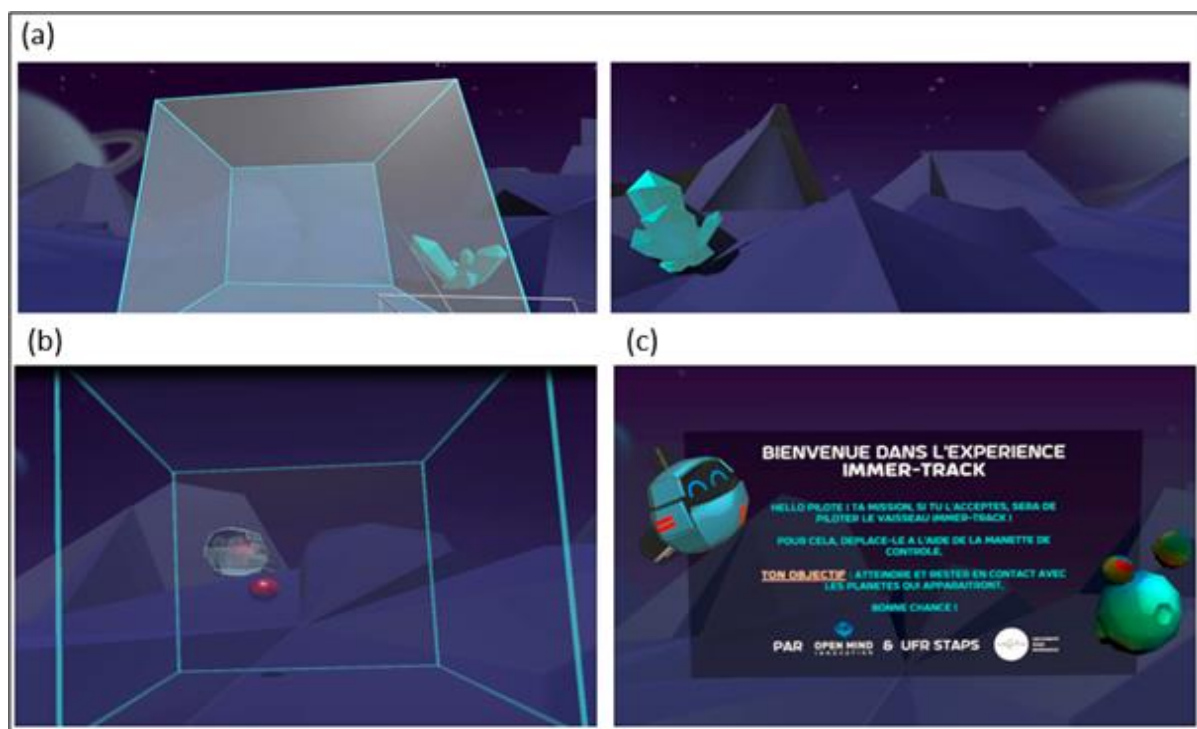 (a)
(b)
(c)
BIENVENUE DANS L'EXPERIENCE
IMMER-TRACK
HELLO PILOTE ! TA MISSION, SI TU L'ACCEPTES, SERA DE
PILOTER LE VAISSEAU IMMER-TRACK !
POUR CELA, DEPLACE-LE A L'AIDE DE LA MANETTE DE
CONTROLE.
TON OBJECTIF : ATTEINDRE ET RESTER EN CONTACT AVEC
LES PLANETES QUI APPARAITRONT.
BONNE CHANCE !
PAR OPEN MIND INNOVATION & UFR STAPS